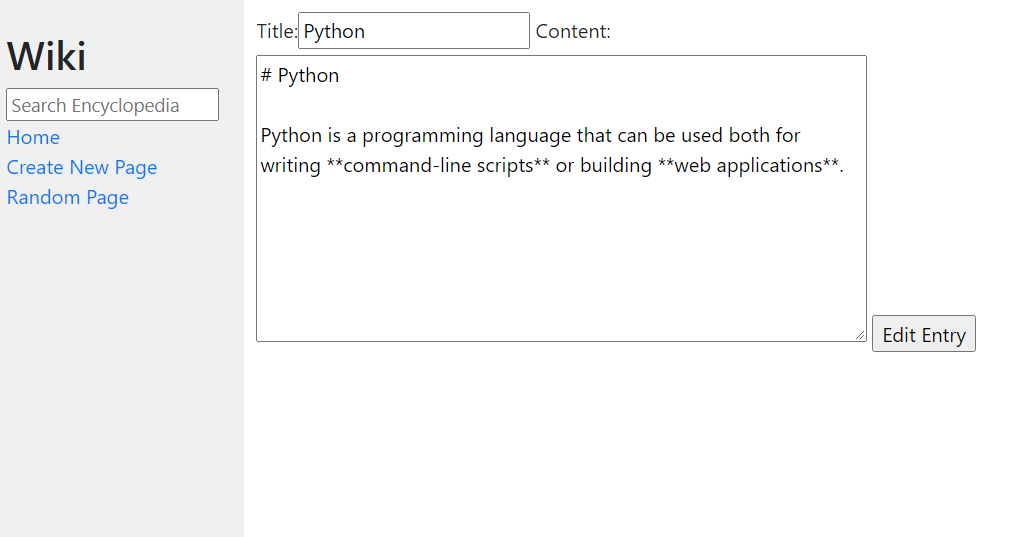 Wiki
Search Encyclopedia
Home
Create New Page
Random Page
Title: Python Content:
# Python
Python is a programming language that can be used both for
writing **command-line scripts** or building **web applications**.
Edit Entry